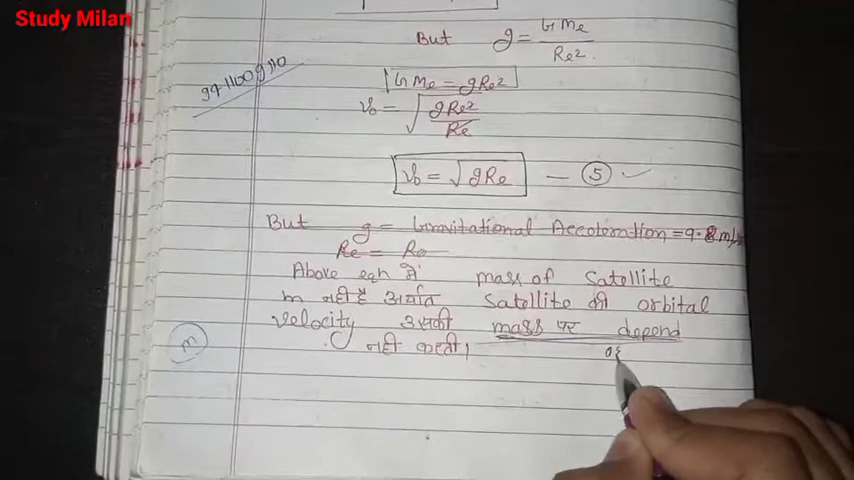 Study Milan
But g = GMe
Re2
GMe = gRe2
v0 = √gRe2
Re
v0 = √gRe — 5
But g = Gravitational Acceleration = 9.8 m/s
Re = Re
Above eqn में mass of Satellite
m नहीं है अर्थात Satellite की orbital
velocity उसकी mass पर depend
नहीं करती।
m